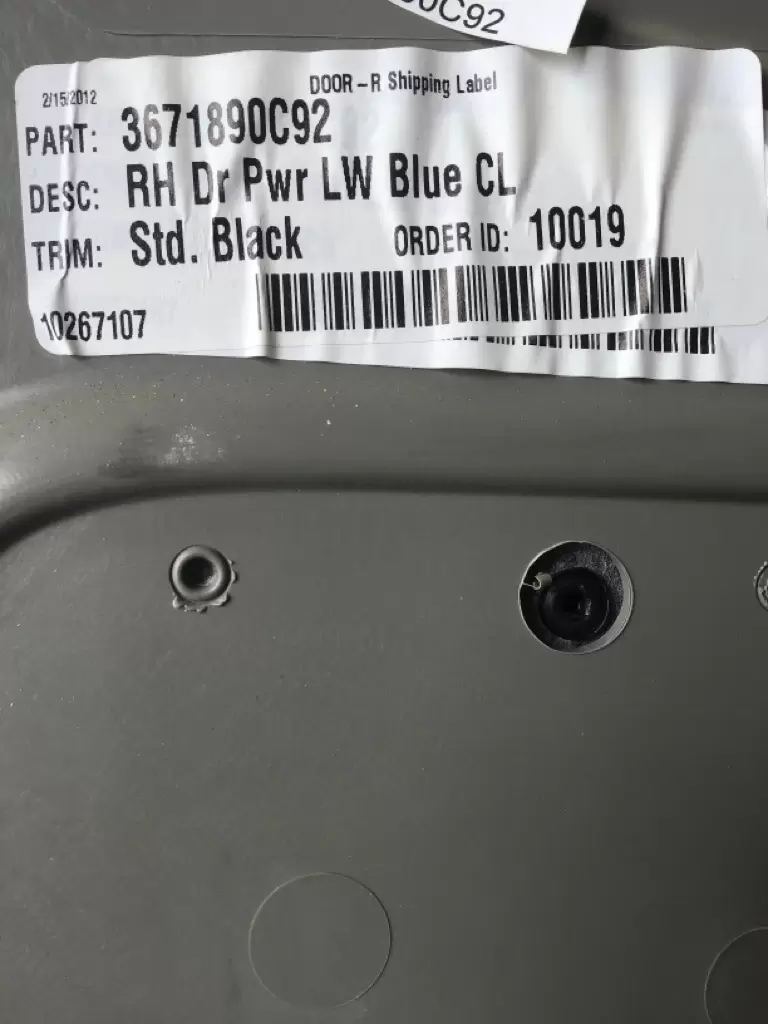 0C92
2/15/2012
DOOR -R Shipping Label
PART: 3671890C92
DESC: RH Dr Pwr LW Blue CL
TRIM: Std. Black ORDER ID: 10019
10267107